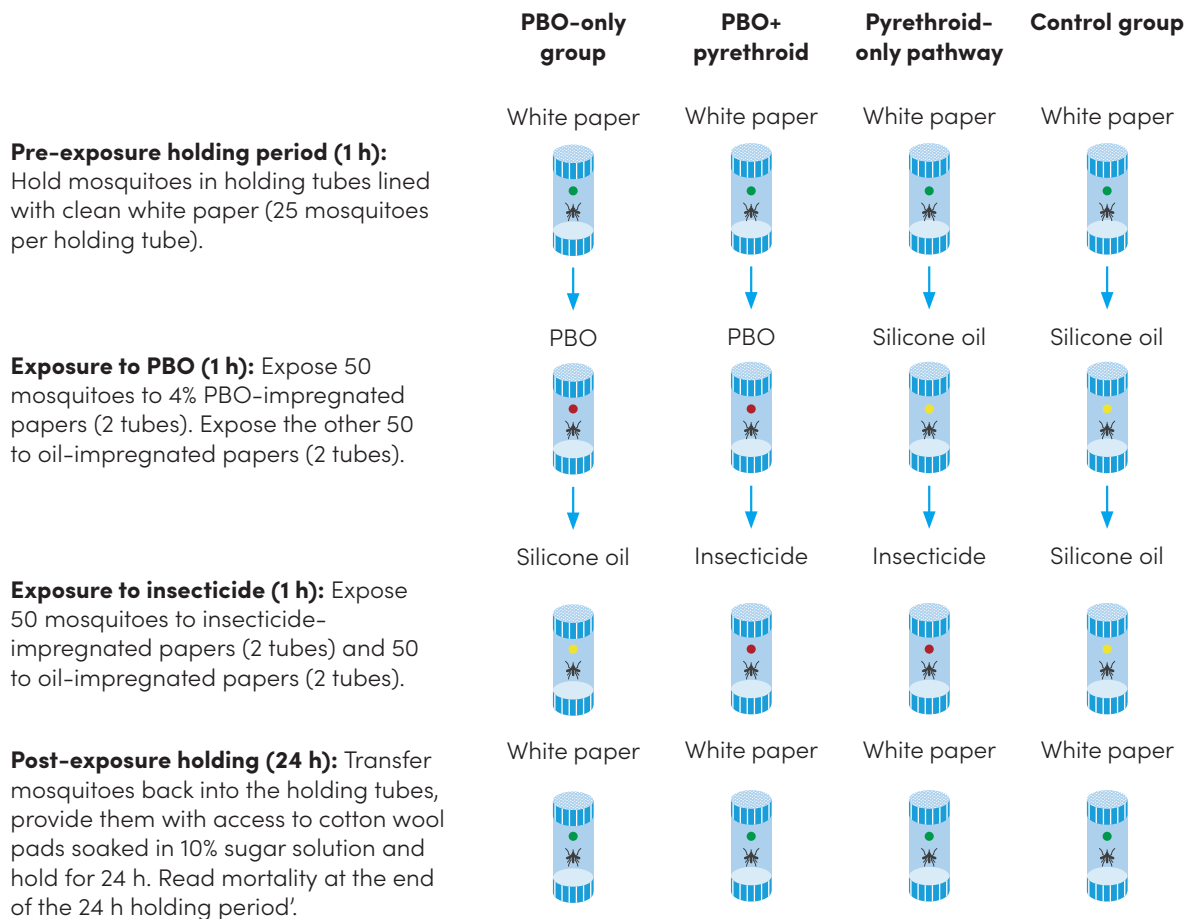 PBO-only group
PBO+ pyrethroid
Pyrethroid-only pathway
Control group
Pre-exposure holding period (1 h):
Hold mosquitoes in holding tubes lined
with clean white paper (25 mosquitoes
per holding tube).
White paper
White paper
White paper
White paper
Exposure to PBO (1 h): Expose 50
mosquitoes to 4% PBO-impregnated
papers (2 tubes). Expose the other 50
to oil-impregnated papers (2 tubes).
PBO
PBO
Silicone oil
Silicone oil
Exposure to insecticide (1 h): Expose
50 mosquitoes to insecticide-
impregnated papers (2 tubes) and 50
to oil-impregnated papers (2 tubes).
Silicone oil
Insecticide
Insecticide
Silicone oil
Post-exposure holding (24 h): Transfer
mosquitoes back into the holding tubes,
provide them with access to cotton wool
pads soaked in 10% sugar solution and
hold for 24 h. Read mortality at the end
of the 24 h holding period’.
White paper
White paper
White paper
White paper